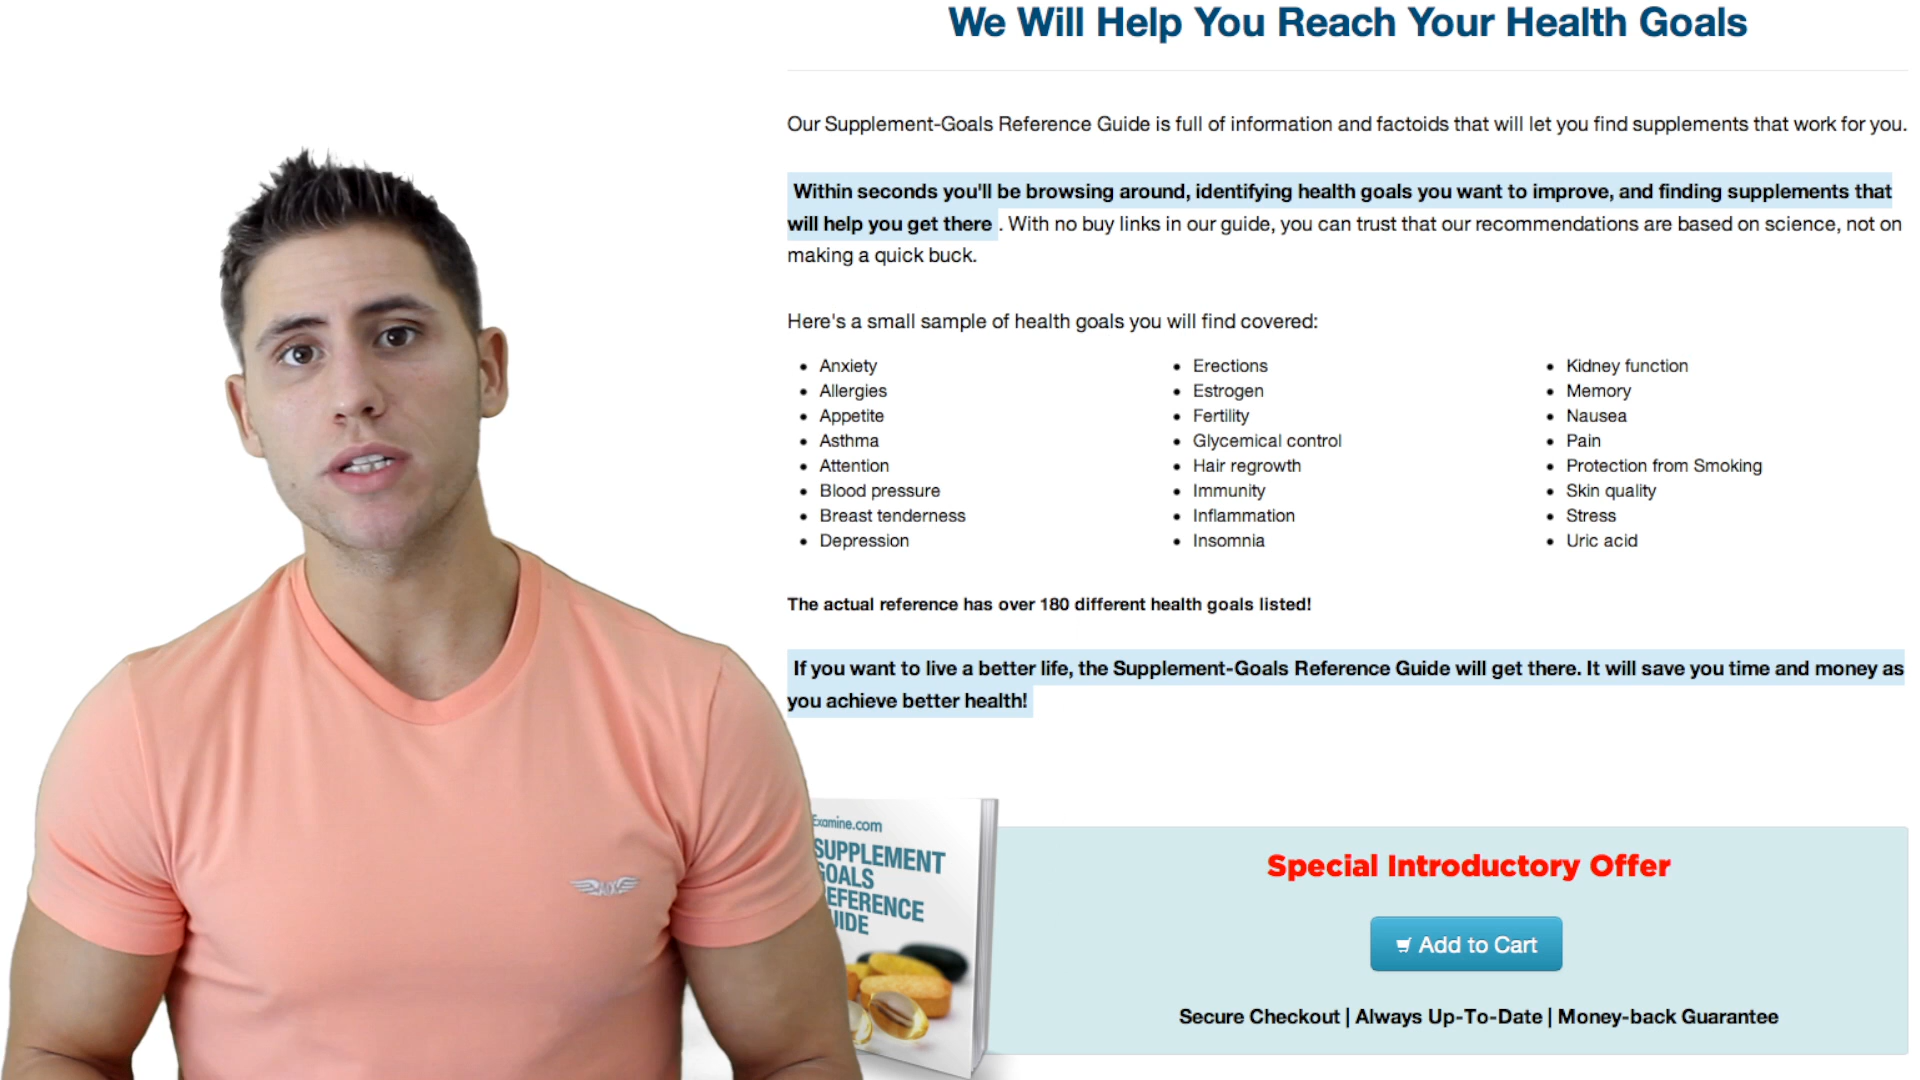 We Will Help You Reach Your Health Goals
Our Supplement-Goals Reference Guide is full of information and factoids that will let you find supplements that work for you.
Within seconds you'll be browsing around, identifying health goals you want to improve, and finding supplements that
will help you get there . With no buy links in our guide, you can trust that our recommendations are based on science, not on
making a quick buck.
Here's a small sample of health goals you will find covered:
Anxiety
Allergies
Appetite
Asthma
Attention
Blood pressure
Breast tenderness
Depression
Erections
Estrogen
Fertility
Glycemical control
Hair regrowth
Immunity
Inflammation
Insomnia
Kidney function
Memory
Nausea
Pain
Protection from Smoking
Skin quality
Stress
Uric acid
The actual reference has over 180 different health goals listed!
If you want to live a better life, the Supplement-Goals Reference Guide will get there. It will save you time and money as
you achieve better health!
Examine.com
SUPPLEMENT
GOALS
REFERENCE
GUIDE
Special Introductory Offer
Add to Cart
Secure Checkout | Always Up-To-Date | Money-back Guarantee